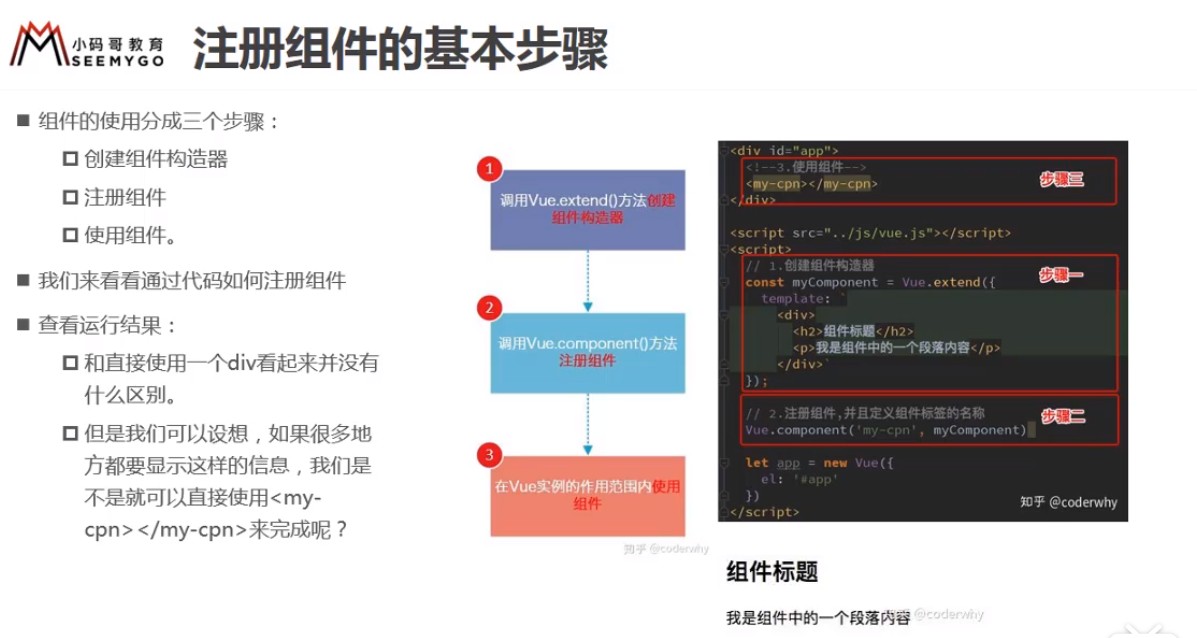 小码哥教育
SEEMYGO
注册组件的基本步骤
■ 组件的使用分成三个步骤：
创建组件构造器
注册组件
使用组件。
■ 我们来看看通过代码如何注册组件
■ 查看运行结果：
和直接使用一个div看起来并没有
什么区别。
但是我们可以设想，如果很多地
方都要显示这样的信息，我们是
不是就可以直接使用<my-
cpn></my-cpn>来完成呢？
1
调用Vue.extend()方法创建
组件构造器
2
调用Vue.component()方法
注册组件
3
在Vue实例的作用范围内使用
组件
知乎 @coderwhy
<div id="app">
<!--3.使用组件-->
<my-cpn></my-cpn>
步骤三
</div>
<script src="../js/vue.js"></script>
<script>
// 1.创建组件构造器
步骤一
const myComponent = Vue.extend({
template: `
<div>
<h2>组件标题</h2>
<p>我是组件中的一个段落内容</p>
</div>`
});
// 2.注册组件,并且定义组件标签的名称
步骤二
Vue.component('my-cpn', myComponent)
let app = new Vue({
el: '#app'
})
</script>
知乎 @coderwhy
组件标题
我是组件中的一个段落内容
知乎 @coderwhy